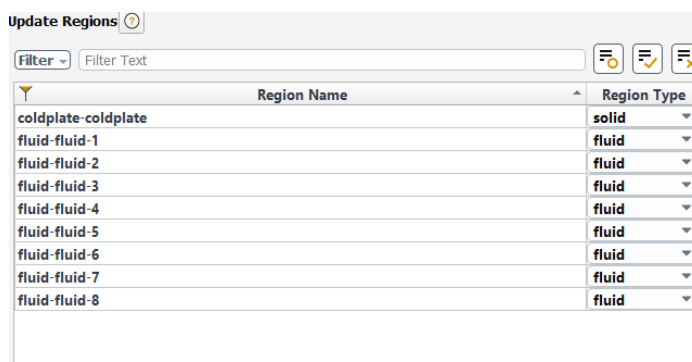 Update Regions ?
Filter Filter Text
Region Name Region Type
coldplate-coldplate solid
fluid-fluid-1 fluid
fluid-fluid-2 fluid
fluid-fluid-3 fluid
fluid-fluid-4 fluid
fluid-fluid-5 fluid
fluid-fluid-6 fluid
fluid-fluid-7 fluid
fluid-fluid-8 fluid